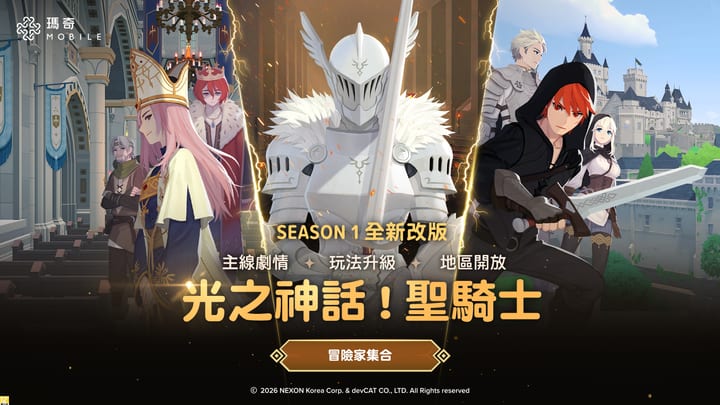 瑪奇
MOBILE
SEASON 1 全新改版
主線劇情 ✦ 玩法升級 ✦ 地區開放
光之神話！聖騎士
冒險家集合
© 2026 NEXON Korea Corp. & devCAT CO., LTD. All Rights reserved